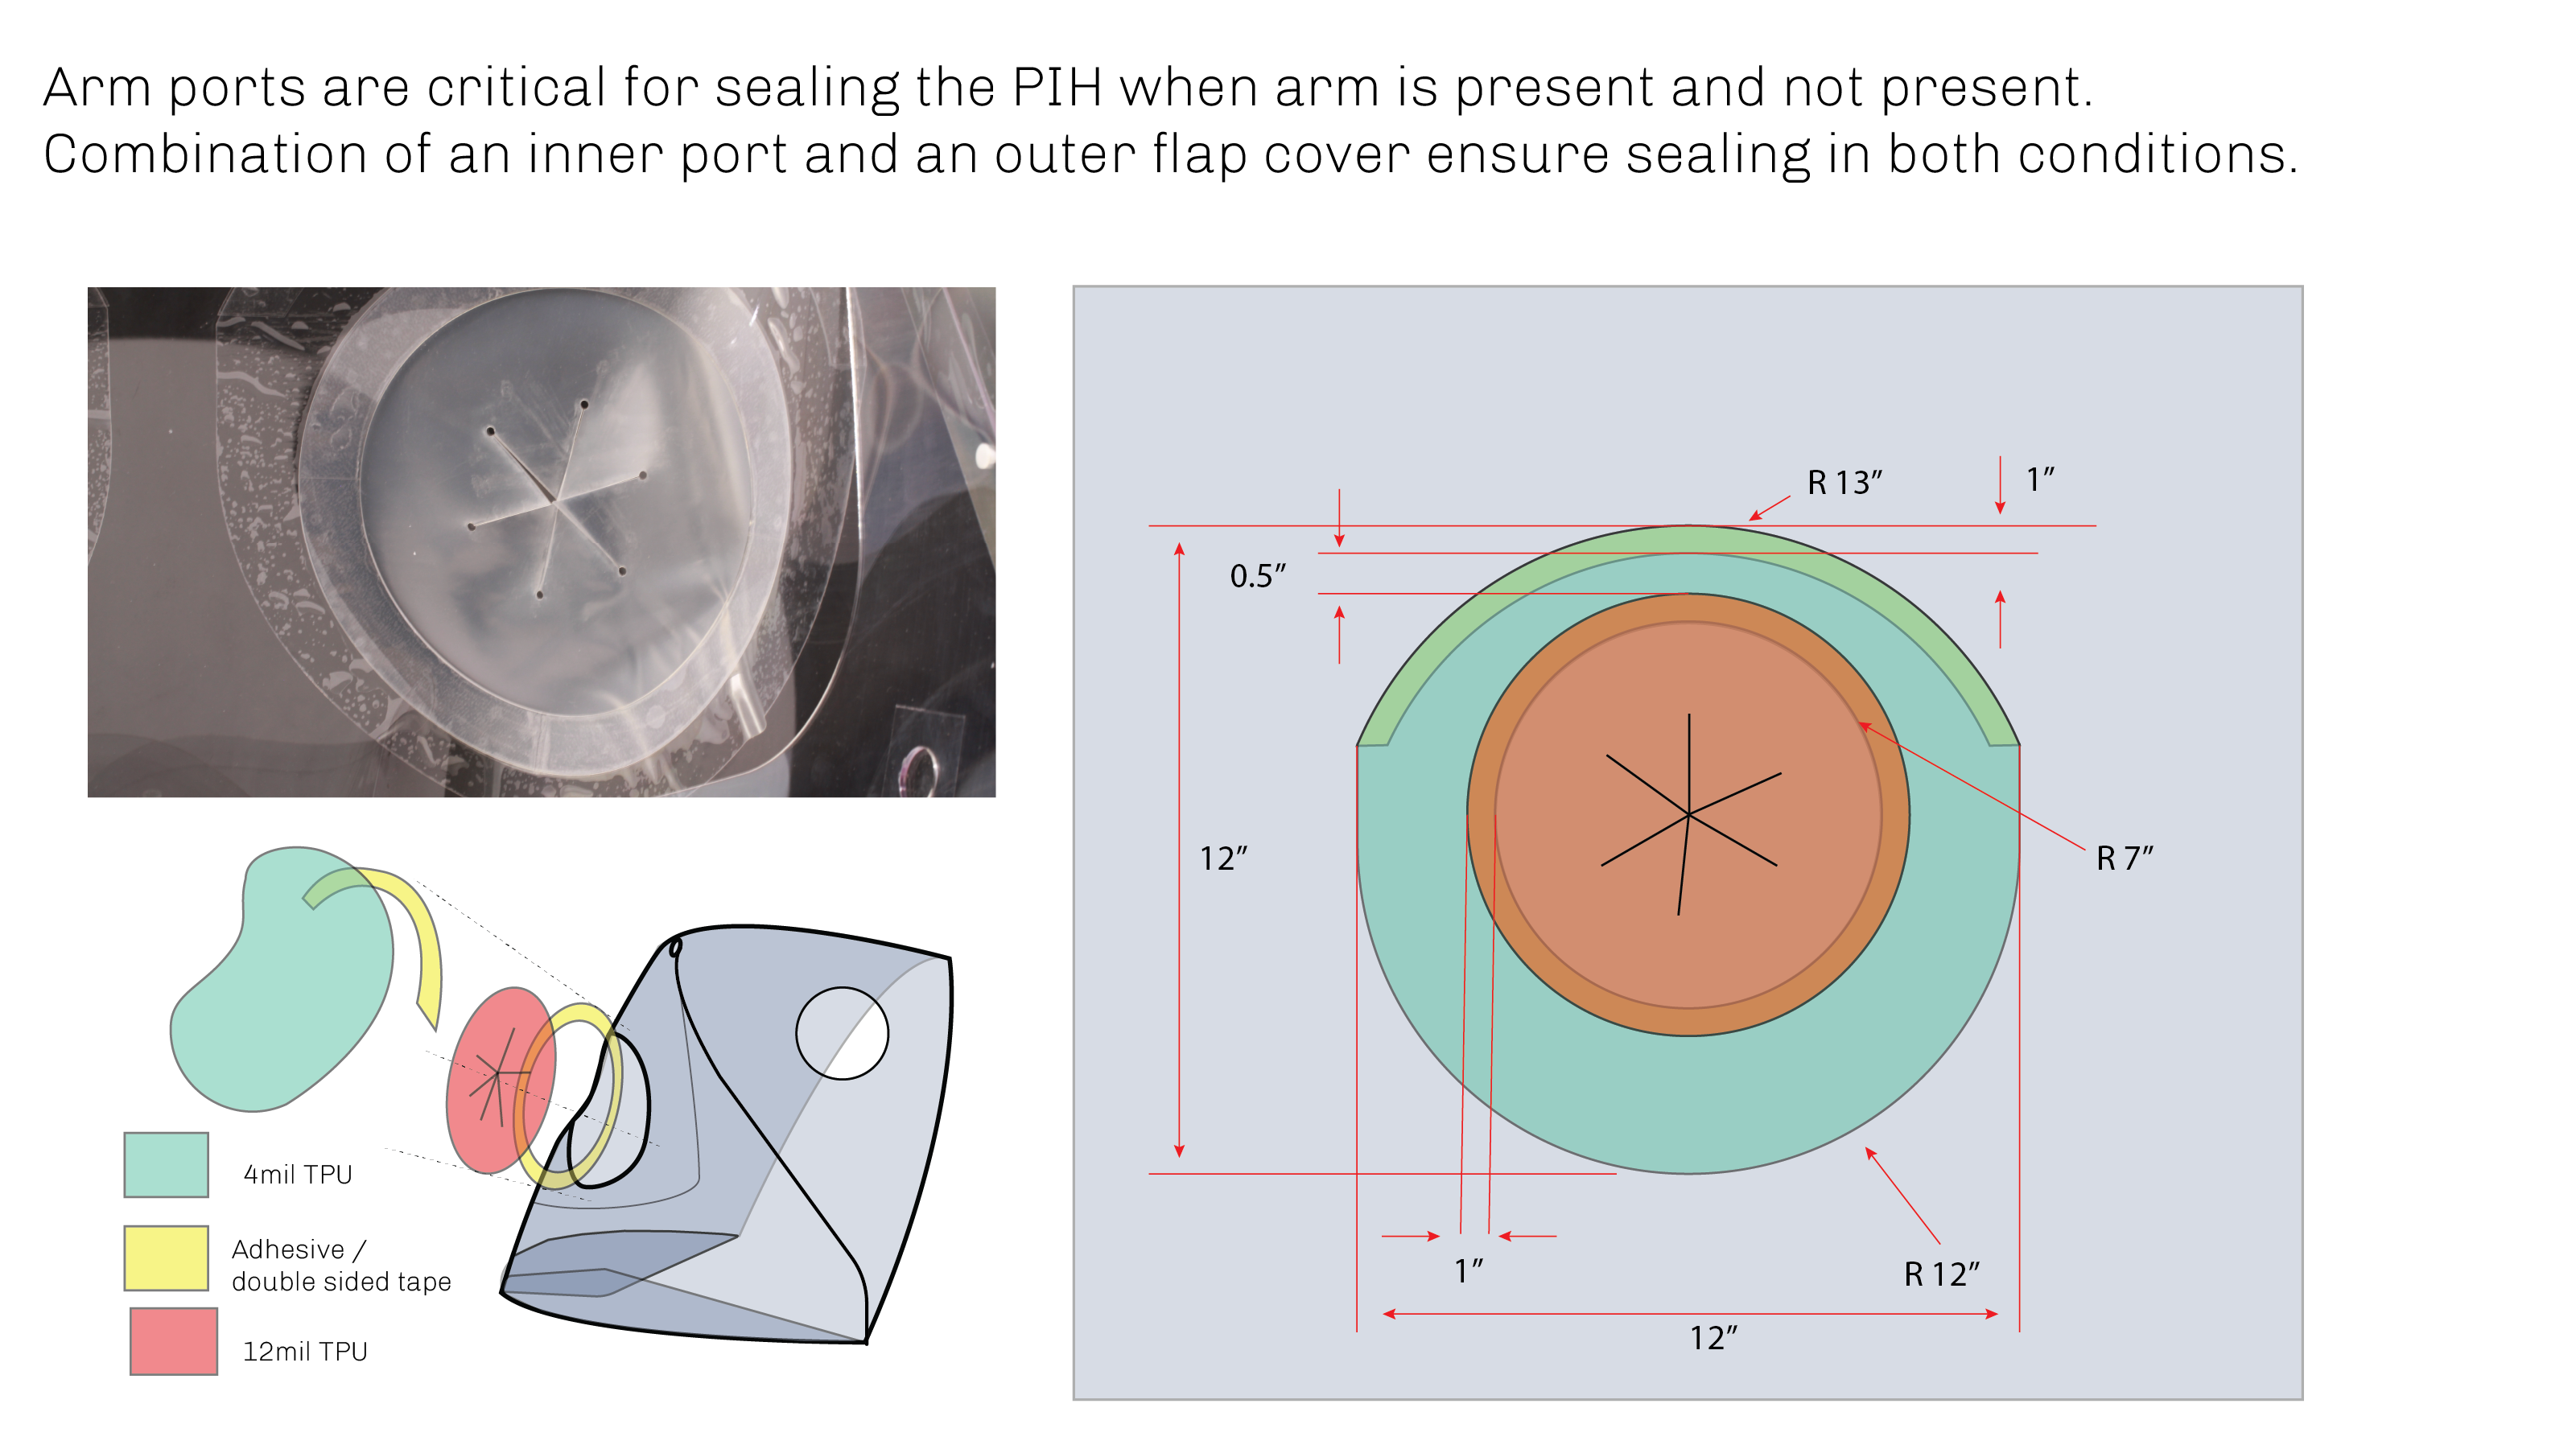 Arm ports are critical for sealing the PIH when arm is present and not present.
Combination of an inner port and an outer flap cover ensure sealing in both conditions.
R 13”
1”
0.5”
12”
R 7”
4mil TPU
Adhesive /
double sided tape
12mil TPU
1”
R 12”
12”